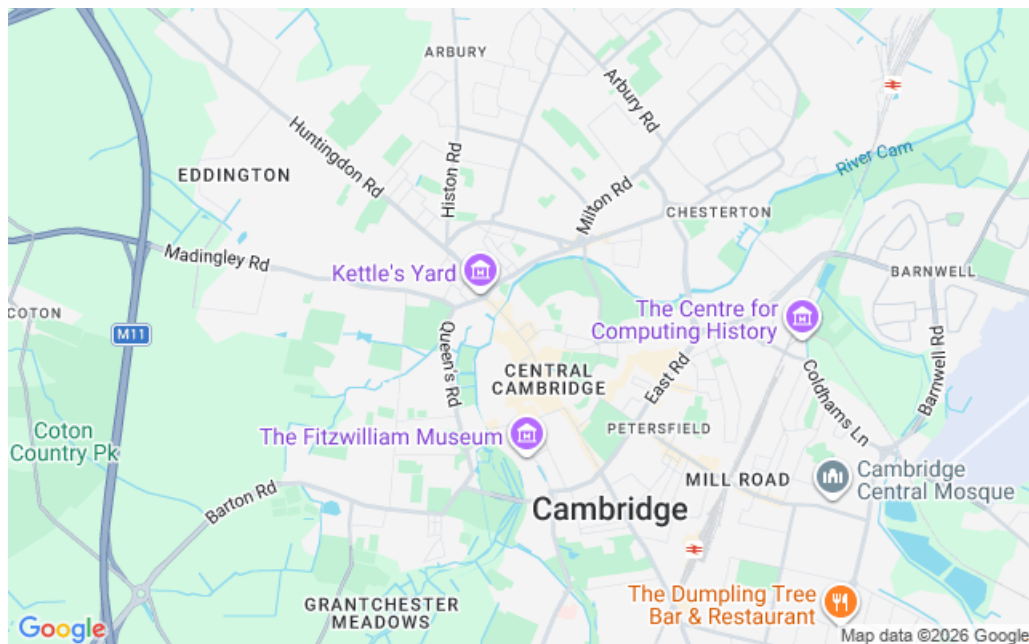 ARBURY
Arbury Rd
Huntingdon Rd
Histon Rd
River Cam
EDDINGTON
Milton Rd
CHESTERTON
Madingley Rd
Kettle's Yard
BARNWELL
COTON
The Centre for
Computing History
M11
Queen's Rd
CENTRAL
CAMBRIDGE
East Rd
Coldhams Ln
Barnwell Rd
Coton
Country Pk
The Fitzwilliam Museum
PETERSFIELD
MILL ROAD
Cambridge
Central Mosque
Barton Rd
Cambridge
The Dumpling Tree
Bar & Restaurant
GRANTCHESTER
MEADOWS
Google
Map data ©2026 Google